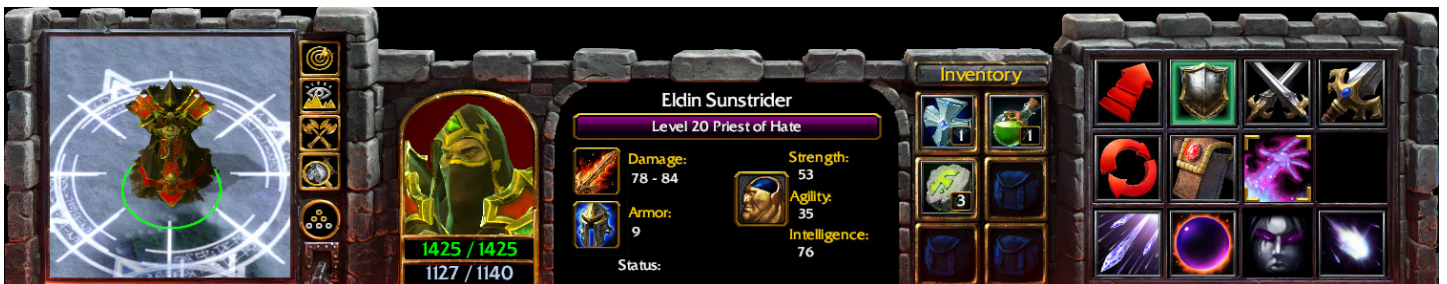 Eldin Sunstrider
Level 20 Priest of Hate
Damage:
78 - 84
Armor:
9
Strength:
53
Agility:
35
Intelligence:
76
Status:
1425 / 1425
1127 / 1140
Inventory
1
1
3